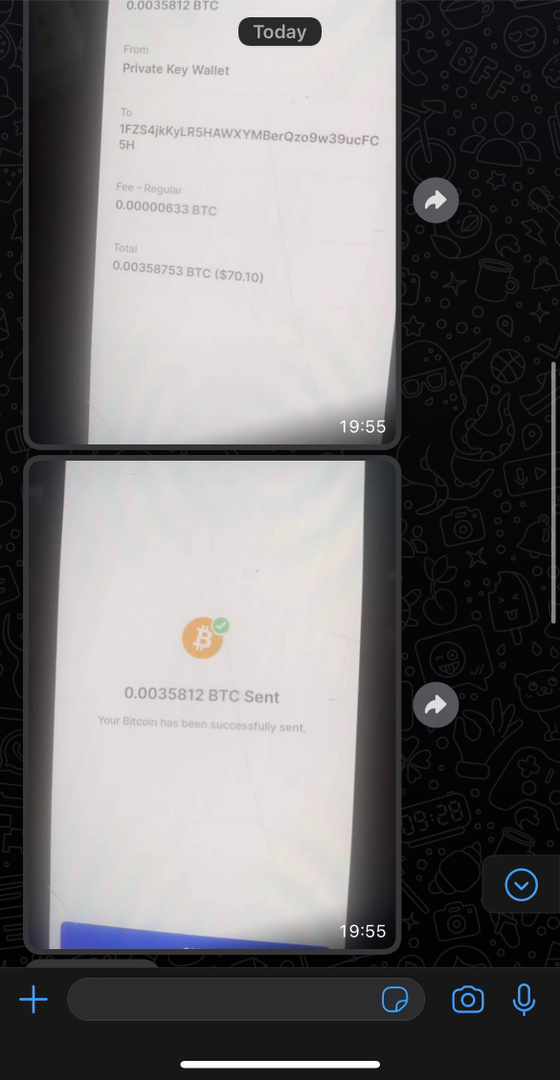 0.0035812 BTC
Today
From
Private Key Wallet
To
1FZS4jkKyLR5HAWXYMBerQzo9w39ucFC
5H
Fee - Regular
0.00000633 BTC
Total
0.00358753 BTC ($70.10)
19:55
0.0035812 BTC Sent
Your Bitcoin has been successfully sent.
19:55